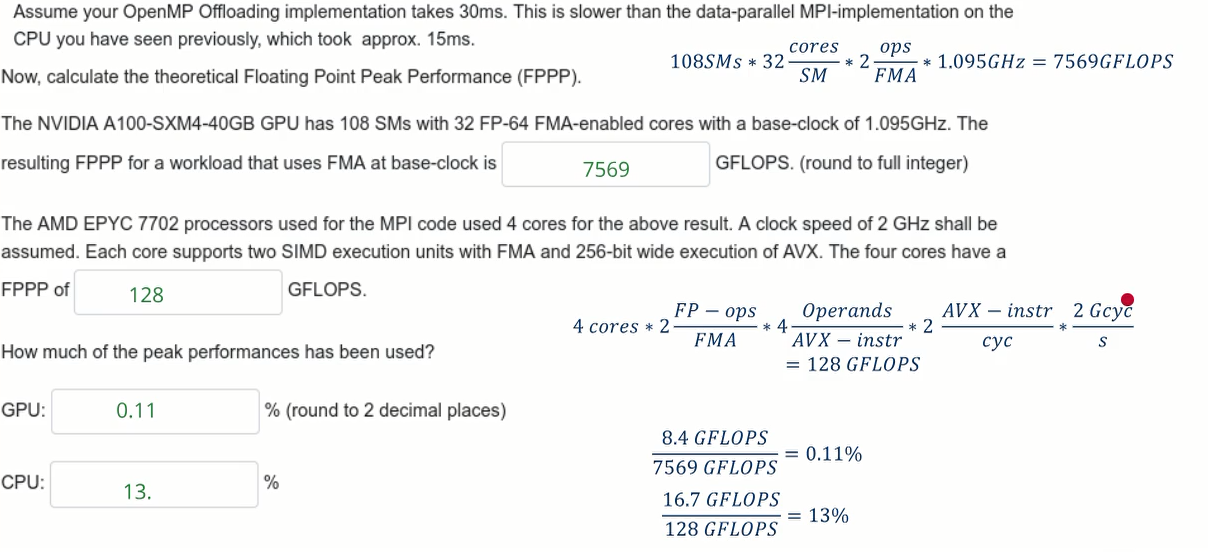 Assume your OpenMP Offloading implementation takes 30ms. This is slower than the data-parallel MPI-implementation on the
CPU you have seen previously, which took approx. 15ms.
108SMs * 32 cores/SM * 2 ops/FMA * 1.095GHz = 7569GFLOPS
Now, calculate the theoretical Floating Point Peak Performance (FPPP).
The NVIDIA A100-SXM4-40GB GPU has 108 SMs with 32 FP-64 FMA-enabled cores with a base-clock of 1.095GHz. The
resulting FPPP for a workload that uses FMA at base-clock is 7569 GFLOPS. (round to full integer)
The AMD EPYC 7702 processors used for the MPI code used 4 cores for the above result. A clock speed of 2 GHz shall be
assumed. Each core supports two SIMD execution units with FMA and 256-bit wide execution of AVX. The four cores have a
FPPP of 128 GFLOPS.
4 cores * 2 FP − ops/FMA * 4 Operands/AVX − instr * 2 AVX − instr/cyc * 2 Gcyc/s
= 128 GFLOPS
How much of the peak performances has been used?
GPU: 0.11 % (round to 2 decimal places)
8.4 GFLOPS/7569 GFLOPS = 0.11%
CPU: 13. %
16.7 GFLOPS/128 GFLOPS = 13%